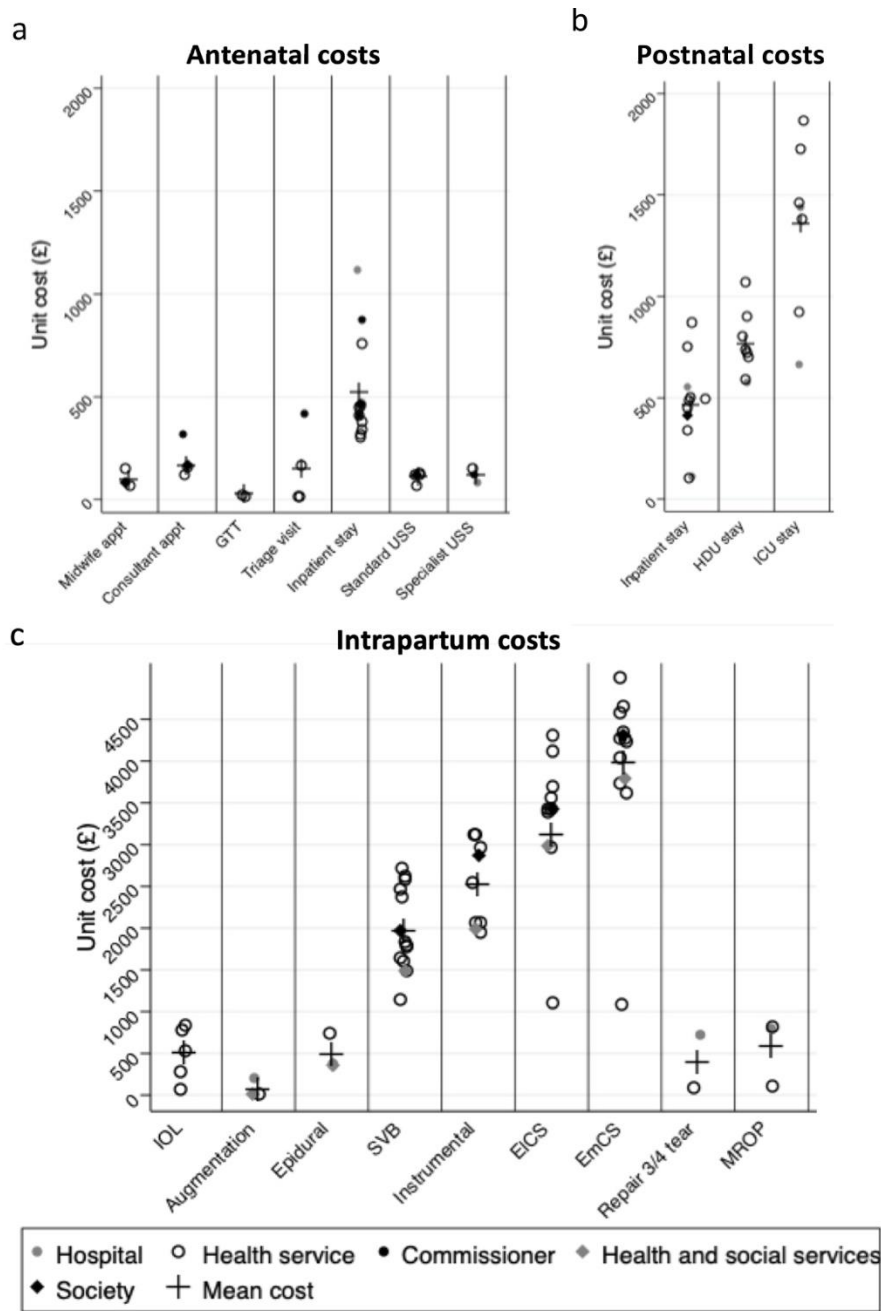 a
Antenatal costs
Unit cost (£)
2000
1500
1000
500
0
Midwife appt
Consultant appt
GTT
Triage visit
Inpatient stay
Standard USS
Specialist USS
b
Postnatal costs
Unit cost (£)
2000
1500
1000
500
0
Inpatient stay
HDU stay
ICU stay
c
Intrapartum costs
Unit cost (£)
4500
4000
3500
3000
2500
2000
1500
1000
500
0
IOL
Augmentation
Epidural
SVB
Instrumental
ElCS
EmCS
Repair 3/4 tear
MROP
Hospital Health service Commissioner Health and social services
Society Mean cost